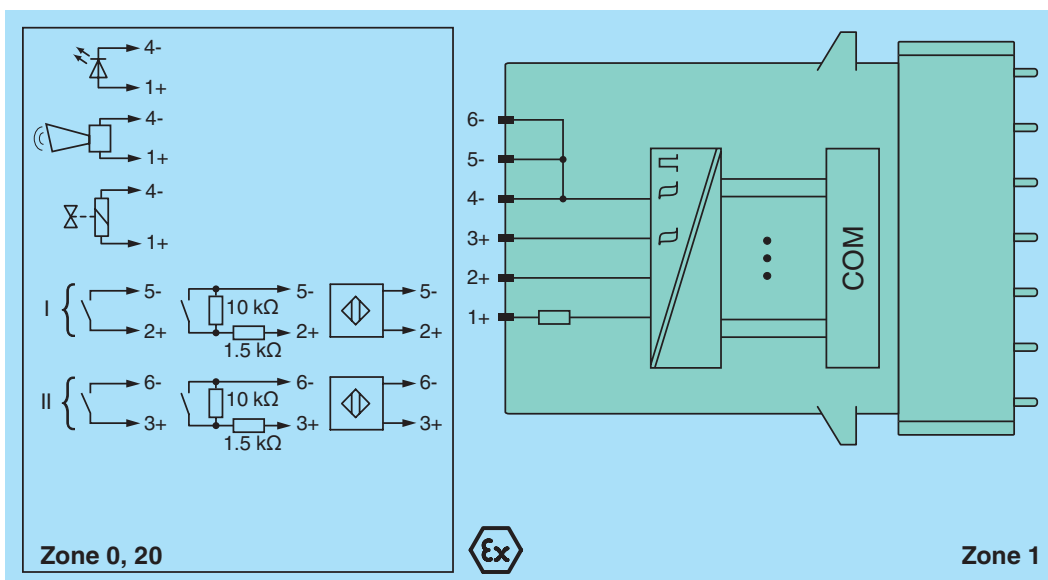 4-
1+
4-
1+
4-
1+
I
5-
2+
10 kΩ
1.5 kΩ
5-
2+
5-
2+
II
6-
3+
10 kΩ
1.5 kΩ
6-
3+
6-
3+
Zone 0, 20
6-
5-
4-
3+
2+
1+
COM
Ex
Zone 1